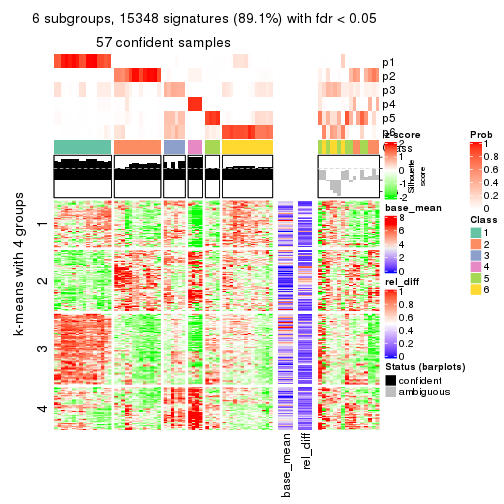 6 subgroups, 15348 signatures (89.1%) with fdr < 0.05
57 confident samples
p1
p2
p3
p4
p5
p6
Class
Silhouette
score
k-means with 4 groups
1
2
3
4
base_mean
rel_diff
z-score
2
1
0
-1
-2
base_mean
8
6
4
2
0
rel_diff
1
0.8
0.6
0.4
0.2
0
Status (barplots)
confident
ambiguous
Prob
1
0.8
0.6
0.4
0.2
0
Class
1
2
3
4
5
6